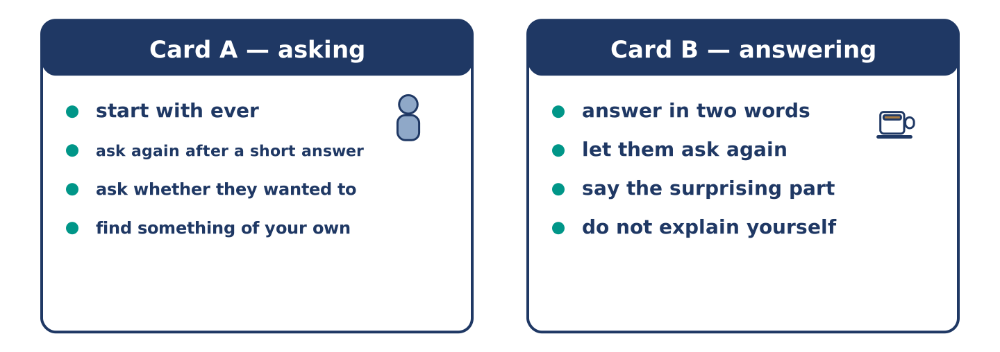 Card A — asking
start with ever
ask again after a short answer
ask whether they wanted to
find something of your own
Card B — answering
answer in two words
let them ask again
say the surprising part
do not explain yourself